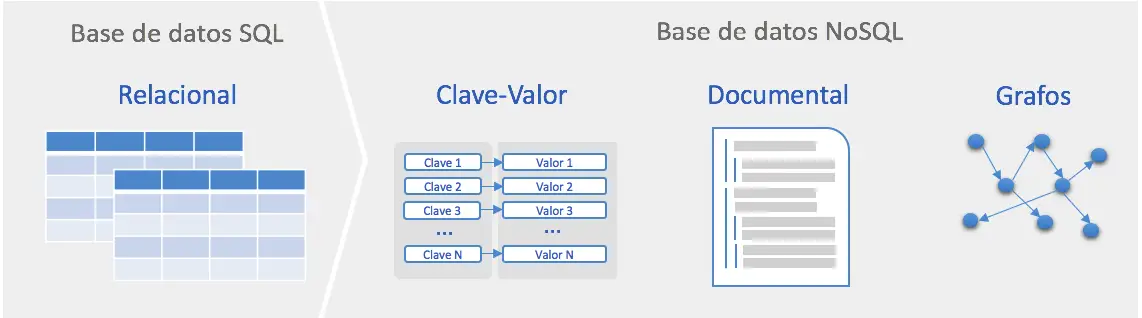 Base de datos SQL
Base de datos NoSQL
Relacional
Clave-Valor
Documental
Grafos
Clave 1
Valor 1
Clave 2
Valor 2
Clave 3
Valor 3
...
...
Clave N
Valor N